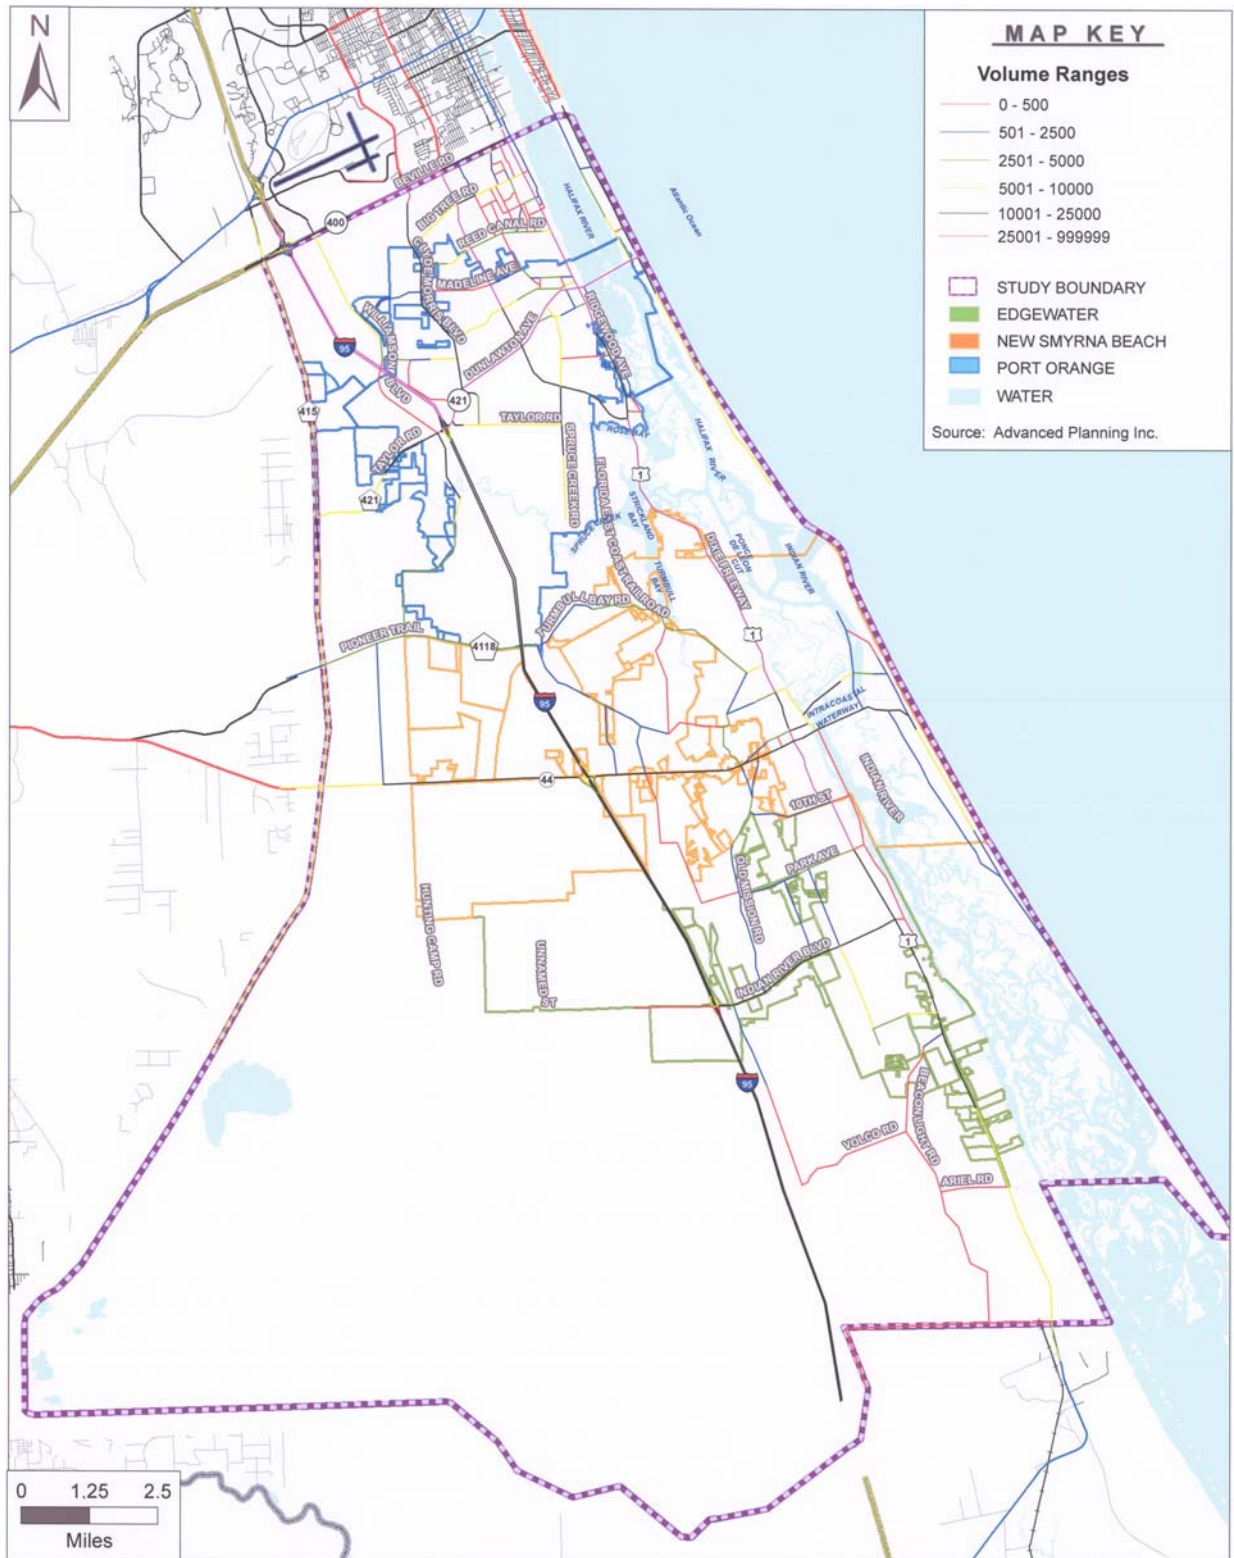 N
MAP KEY
Volume Ranges
0 - 500
501 - 2500
2501 - 5000
5001 - 10000
10001 - 25000
25001 - 999999
STUDY BOUNDARY
EDGEWATER
NEW SMYRNA BEACH
PORT ORANGE
WATER
Source: Advanced Planning Inc.
BEVILLE RD
400
BIG TREE RD
REED CANAL RD
HALIFAX RIVER
Atlantic Ocean
CLYDE MORRIS BLVD
MADELINE AVE
WILLIAMSON BLVD
RIDGEWOOD AVE
DUNLAWTON AVE
95
415
421
TAYLOR RD
TAYLOR RD
421
ROSE BAY
HALIFAX RIVER
1
SPRUCE CREEK RD
FLORIDA EAST COAST RAILROAD
STRICKLAND BAY
SPRUCE CREEK
DIXIE FREEWAY
PONCE DE LEON CUT
INDIAN RIVER
TURMBULL BAY
TURMBULL BAY RD
PIONEER TRAIL
4118
1
95
INTRACOASTAL
WATERWAY
INDIAN RIVER
44
10TH ST
PARK AVE
OLD MISSION RD
HUNTING CAMP RD
UNNAMED ST
1
INDIAN RIVER BLVD
95
BEACON LIGHT RD
VOLCO RD
ARIEL RD
0 1.25 2.5
Miles